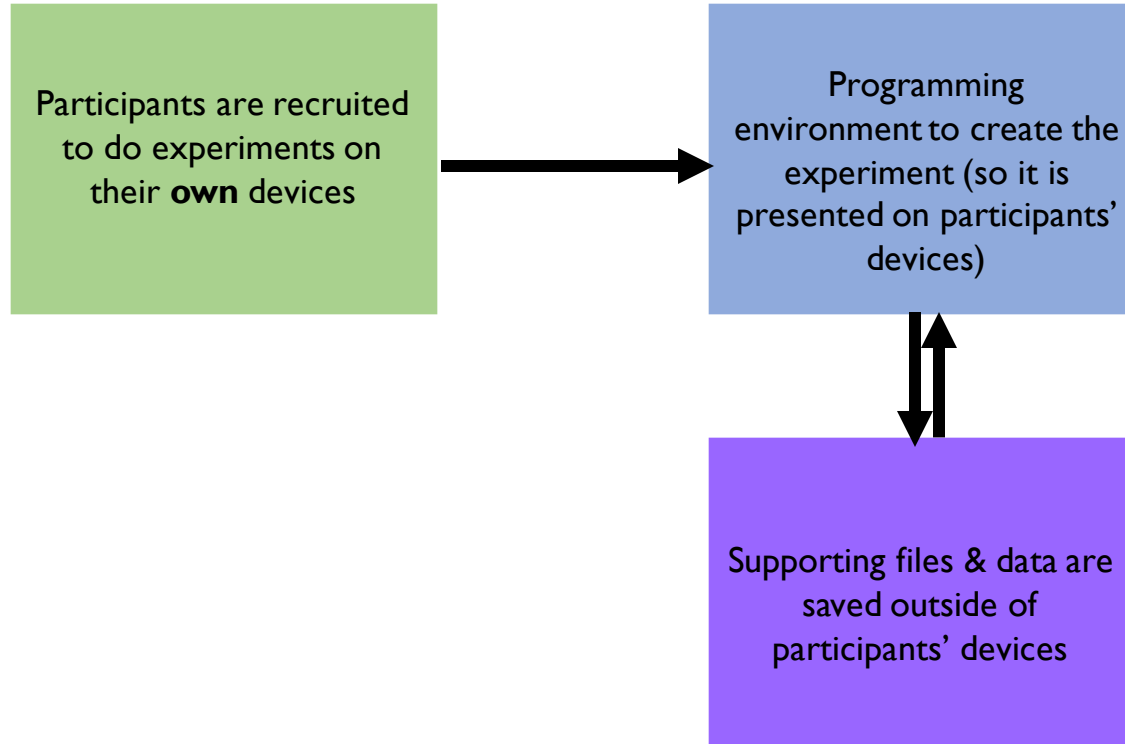 Participants are recruited
to do experiments on
their own devices
Programming
environment to create the
experiment (so it is
presented on participants’
devices)
Supporting files & data are
saved outside of
participants’ devices